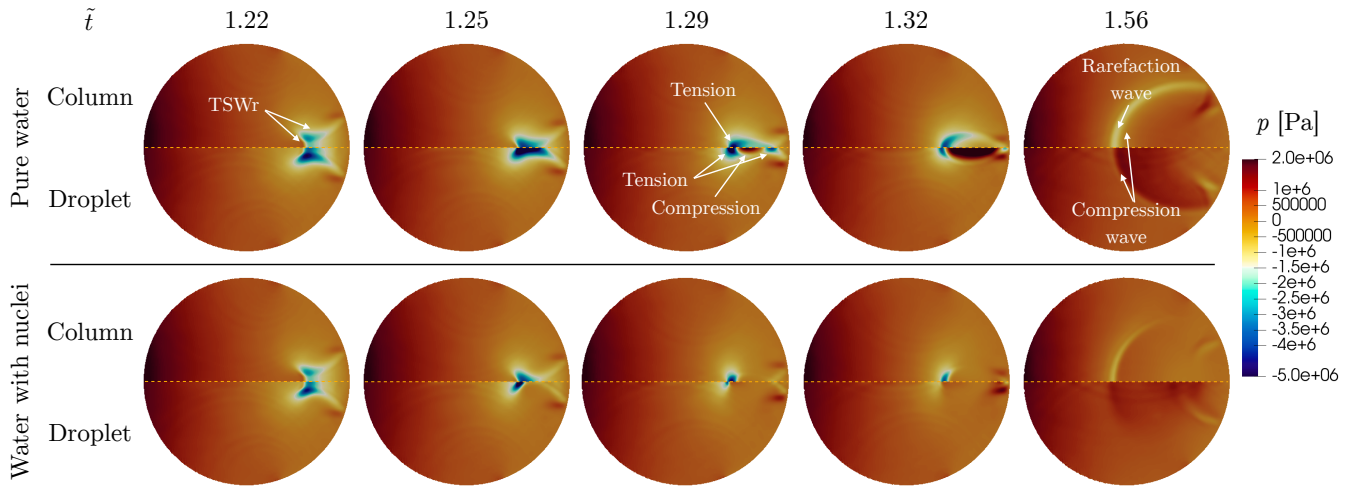 t̃ 1.22 1.25 1.29 1.32 1.56
Pure water
Column
Droplet
TSWr
Tension
Tension
Compression
Rarefaction
wave
Compression
wave
Water with nuclei
Column
Droplet
p [Pa]
2.0e+06
1e+6
500000
0
-500000
-1e+6
-1.5e+6
-2e+6
-2.5e+6
-3e+6
-3.5e+6
-4e+6
-5.0e+06